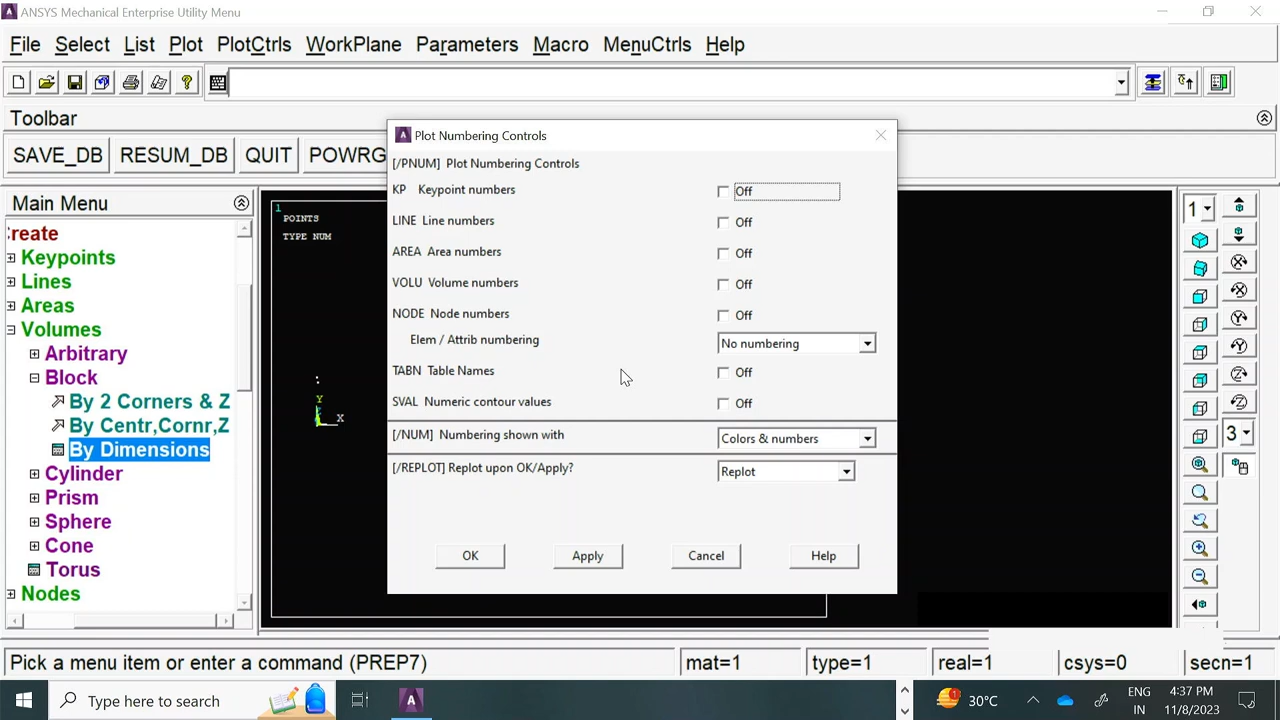 ANSYS Mechanical Enterprise Utility Menu
File Select List Plot PlotCtrls WorkPlane Parameters Macro MenuCtrls Help
Toolbar
SAVE_DB RESUM_DB QUIT POWRG
Plot Numbering Controls
[/PNUM] Plot Numbering Controls
KP Keypoint numbers Off
LINE Line numbers Off
AREA Area numbers Off
VOLU Volume numbers Off
NODE Node numbers Off
Elem / Attrib numbering No numbering
TABN Table Names Off
SVAL Numeric contour values Off
[/NUM] Numbering shown with Colors & numbers
[/REPLOT] Replot upon OK/Apply? Replot
OK Apply Cancel Help
Main Menu
reate
Keypoints
Lines
Areas
Volumes
Arbitrary
Block
By 2 Corners & Z
By Centr,Cornr,Z
By Dimensions
Cylinder
Prism
Sphere
Cone
Torus
Nodes
1
POINTS
TYPE NUM
Y
X
1
3
Pick a menu item or enter a command (PREP7) mat=1 type=1 real=1 csys=0 secn=1
Type here to search
1
30°C
ENG
IN
4:37 PM
11/8/2023